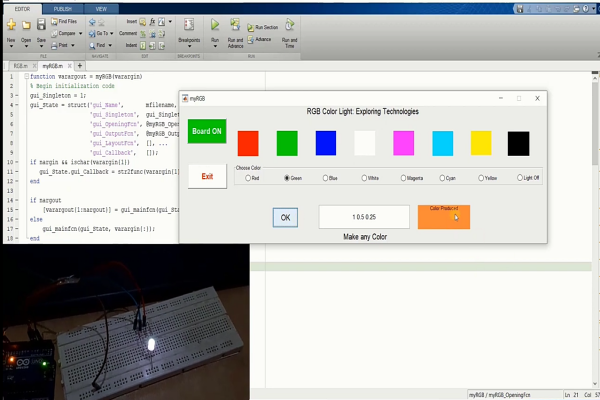 EDITOR PUBLISH VIEW
New Open Save Find Files Compare Print Go To Find Insert Comment Indent Breakpoints Run Run and Advance Run Section Advance Run and Time
FILE NAVIGATE EDIT BREAKPOINTS RUN
RGB.m myRGB.m
1 function varargout = myRGB(varargin)
2 % Begin initialization code
3 gui_Singleton = 1;
4 gui_State = struct('gui_Name', mfilename,
5 'gui_Singleton', gui_Singl
6 'gui_OpeningFcn', @myRGB_Ope
7 'gui_OutputFcn', @myRGB_Out
8 'gui_LayoutFcn', [], ...
9 'gui_Callback', []);
10 if nargin && ischar(varargin{1})
11 gui_State.gui_Callback = str2func(varargin{1
12 end
13
14 if nargout
15 [varargout{1:nargout}] = gui_mainfcn(gui_St
16 else
17 gui_mainfcn(gui_State, varargin{:});
18 end
myRGB
RGB Color Light: Exploring Technologies
Board ON
Exit
Choose Color
Red Green Blue White Magenta Cyan Yellow Light Off
OK
1 0.5 0.25
Color Produced
Make any Color
myRGB / myRGB_OpeningFcn Ln 21 Col 57